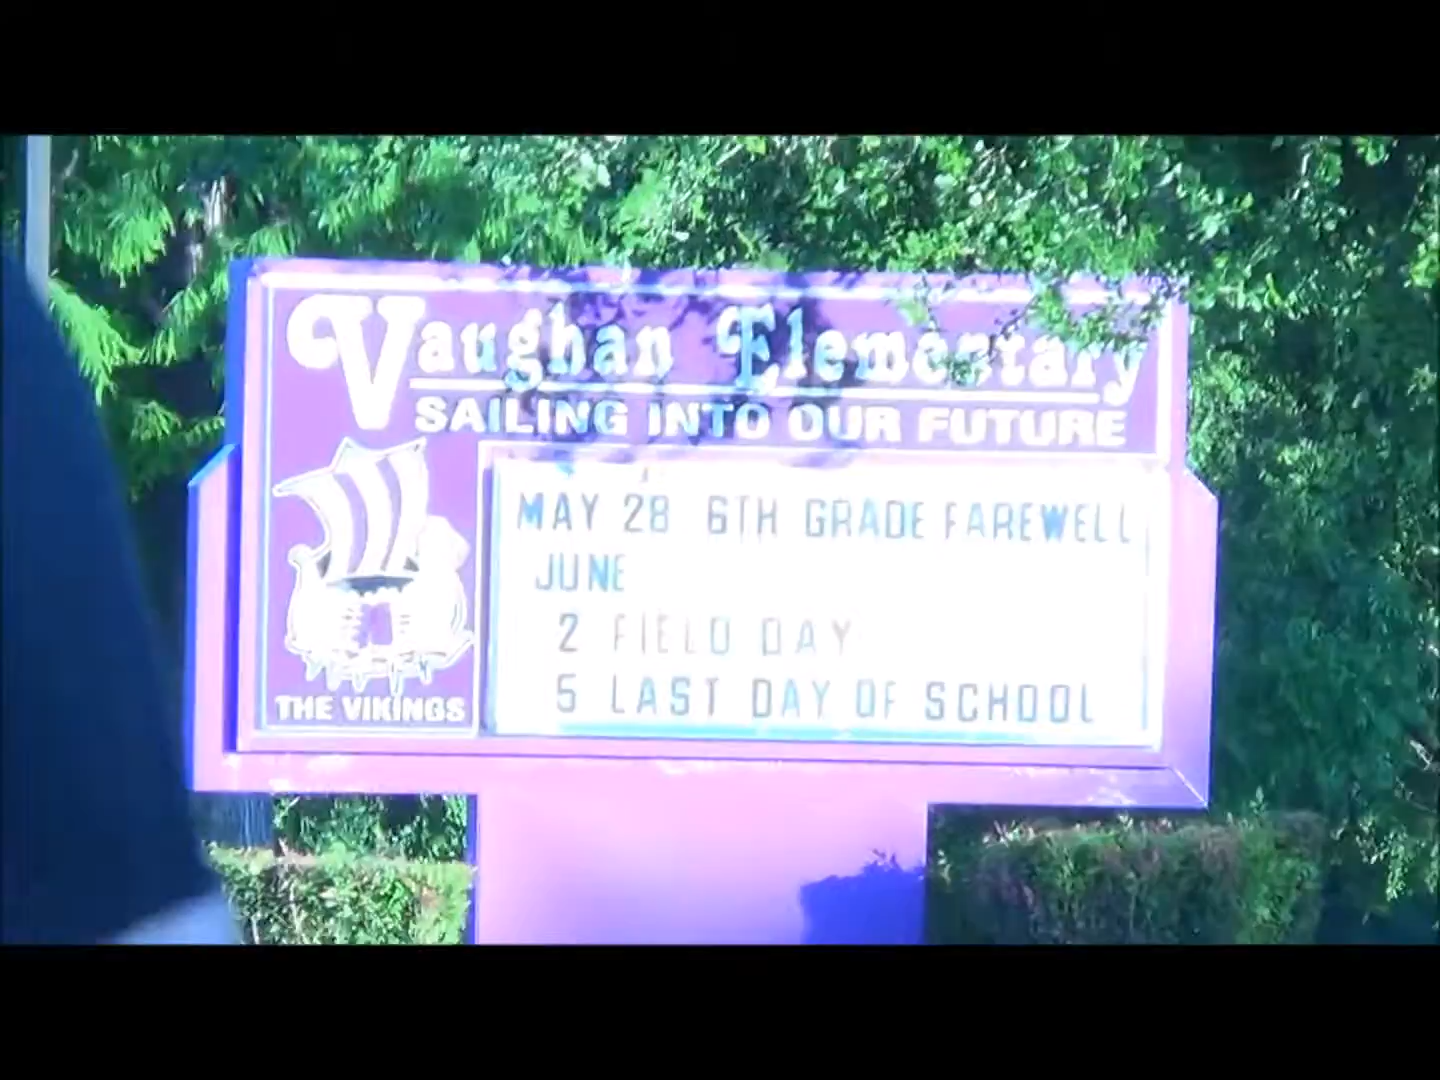 Vaughan Elementary
SAILING INTO OUR FUTURE
MAY 28 6TH GRADE FAREWELL
JUNE
2 FIELD DAY
5 LAST DAY OF SCHOOL
THE VIKINGS